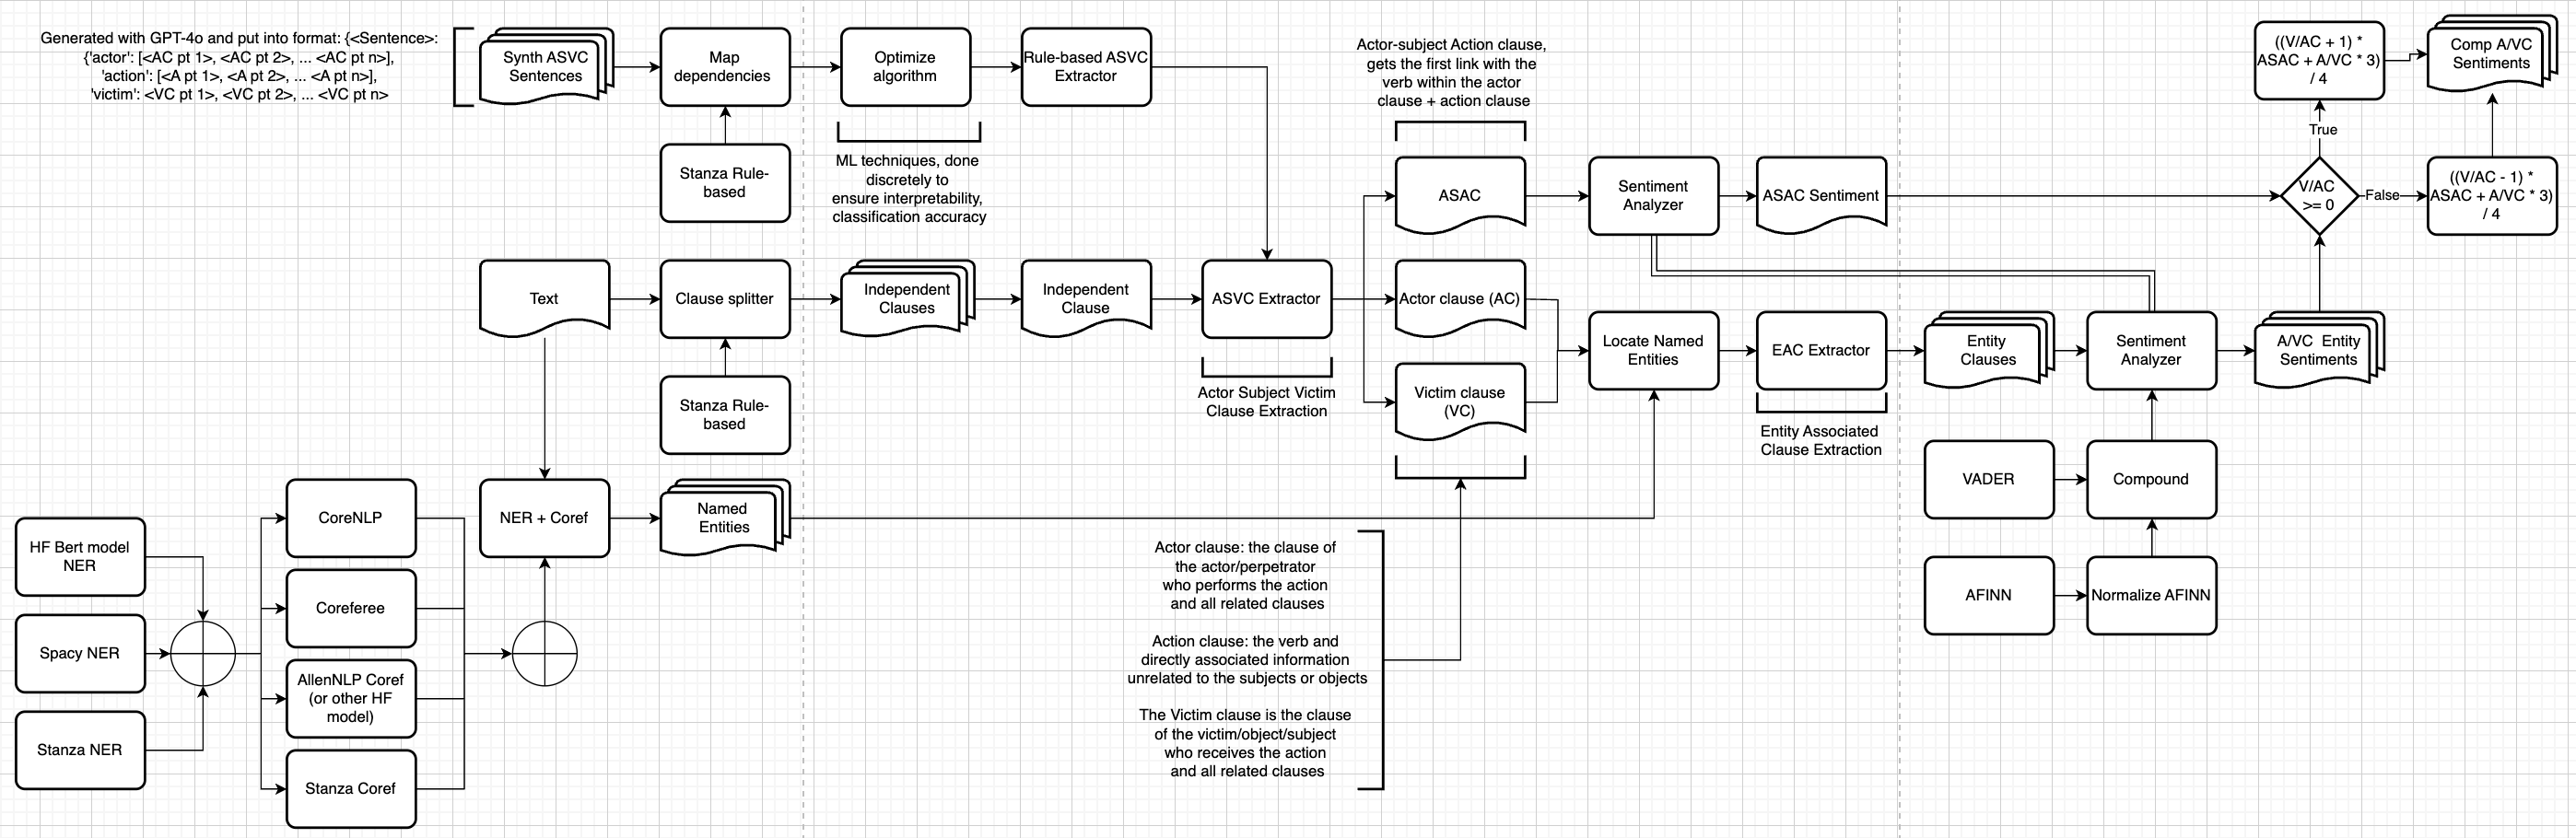 Generated with GPT-4o and put into format: {<Sentence>:
{'actor': [<AC pt 1>, <AC pt 2>, ... <AC pt n>],
'action': [<A pt 1>, <A pt 2>, ... <A pt n>],
'victim': <VC pt 1>, <VC pt 2>, ... <VC pt n>
Synth ASVC
Sentences
Map
dependencies
Optimize
algorithm
Rule-based ASVC
Extractor
Stanza Rule-
based
ML techniques, done
discretely to
ensure interpretability,
classification accuracy
Actor-subject Action clause,
gets the first link with the
verb within the actor
clause + action clause
ASAC
Sentiment
Analyzer
ASAC Sentiment
V/AC
>= 0
True
False
((V/AC + 1) *
ASAC + A/VC * 3)
/ 4
Comp A/VC
Sentiments
((V/AC - 1) *
ASAC + A/VC * 3)
/ 4
Text
Clause splitter
Independent
Clauses
Independent
Clause
ASVC Extractor
Actor clause (AC)
Victim clause
(VC)
Stanza Rule-
based
Actor Subject Victim
Clause Extraction
Locate Named
Entities
EAC Extractor
Entity Associated
Clause Extraction
Entity
Clauses
Sentiment
Analyzer
A/VC Entity
Sentiments
VADER
Compound
AFINN
Normalize AFINN
NER + Coref
Named
Entities
HF Bert model
NER
Spacy NER
Stanza NER
CoreNLP
Coreferee
AllenNLP Coref
(or other HF
model)
Stanza Coref
Actor clause: the clause of
the actor/perpetrator
who performs the action
and all related clauses
Action clause: the verb and
directly associated information
unrelated to the subjects or objects
The Victim clause is the clause
of the victim/object/subject
who receives the action
and all related clauses